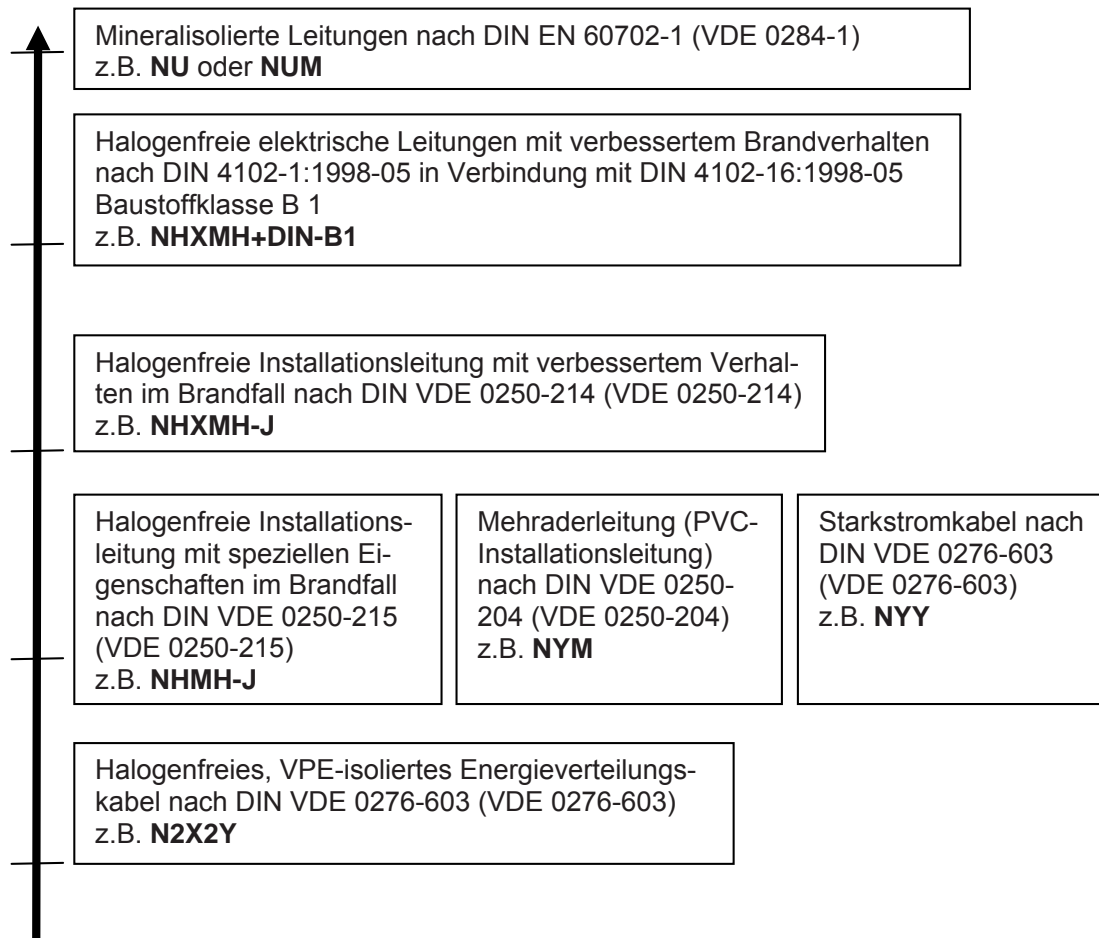 Mineralisolierte Leitungen nach DIN EN 60702-1 (VDE 0284-1)
z.B. NU oder NUM
Halogenfreie elektrische Leitungen mit verbessertem Brandverhalten
nach DIN 4102-1:1998-05 in Verbindung mit DIN 4102-16:1998-05
Baustoffklasse B 1
z.B. NHXMH+DIN-B1
Halogenfreie Installationsleitung mit verbessertem Verhal-
ten im Brandfall nach DIN VDE 0250-214 (VDE 0250-214)
z.B. NHXMH-J
Halogenfreie Installations-
leitung mit speziellen Ei-
genschaften im Brandfall
nach DIN VDE 0250-215
(VDE 0250-215)
z.B. NHMH-J
Mehraderleitung (PVC-
Installationsleitung)
nach DIN VDE 0250-
204 (VDE 0250-204)
z.B. NYM
Starkstromkabel nach
DIN VDE 0276-603
(VDE 0276-603)
z.B. NYY
Halogenfreies, VPE-isoliertes Energieverteilungs-
kabel nach DIN VDE 0276-603 (VDE 0276-603)
z.B. N2X2Y